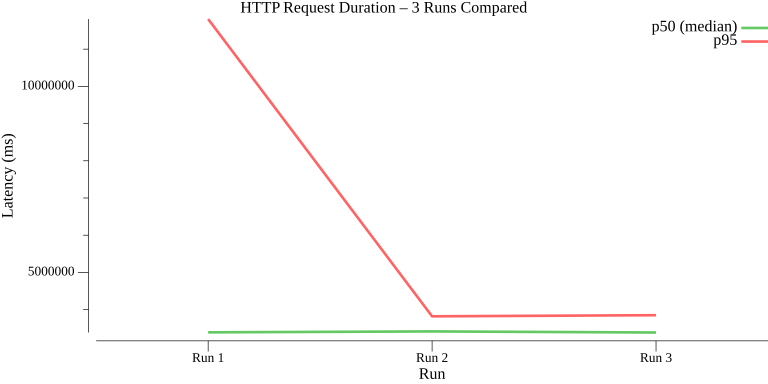 HTTP Request Duration – 3 Runs Compared
p50 (median)
p95
10000000
5000000
Latency (ms)
Run 1
Run 2
Run 3
Run